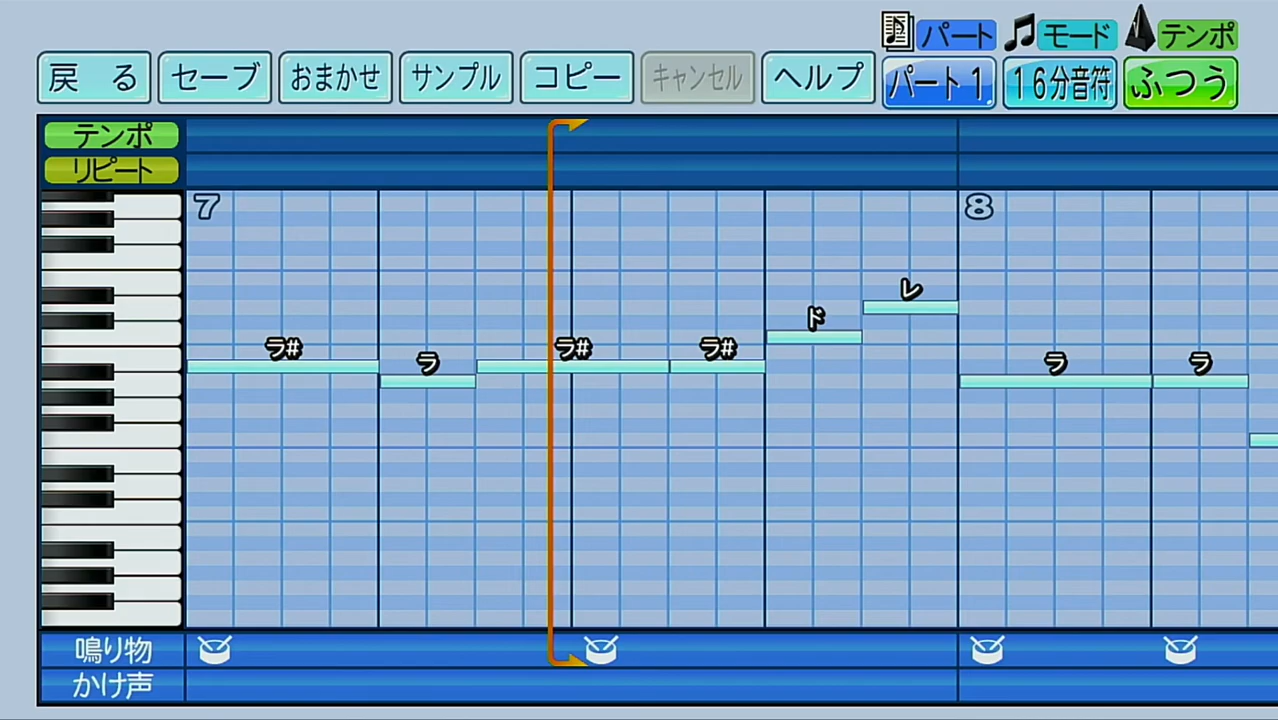 パート モード テンポ
戻る セーブ おまかせ サンプル コピー キャンセル ヘルプ パート1 16分音符 ふつう
テンポ
リピート
7 8
レ
ド
ラ# ラ# ラ#
ラ ラ ラ
鳴り物
かけ声